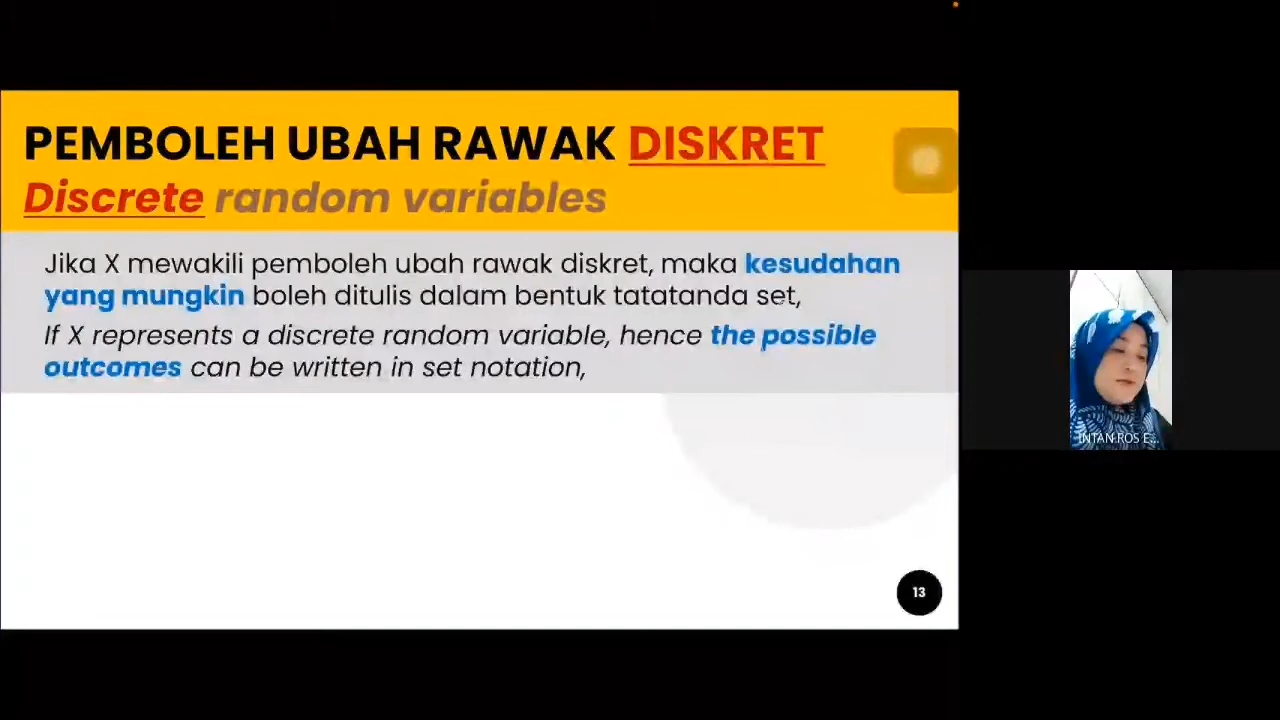 PEMBOLEH UBAH RAWAK DISKRET
Discrete random variables
Jika X mewakili pemboleh ubah rawak diskret, maka kesudahan
yang mungkin boleh ditulis dalam bentuk tatatanda set,
If X represents a discrete random variable, hence the possible
outcomes can be written in set notation,
13
INTAN ROS E...